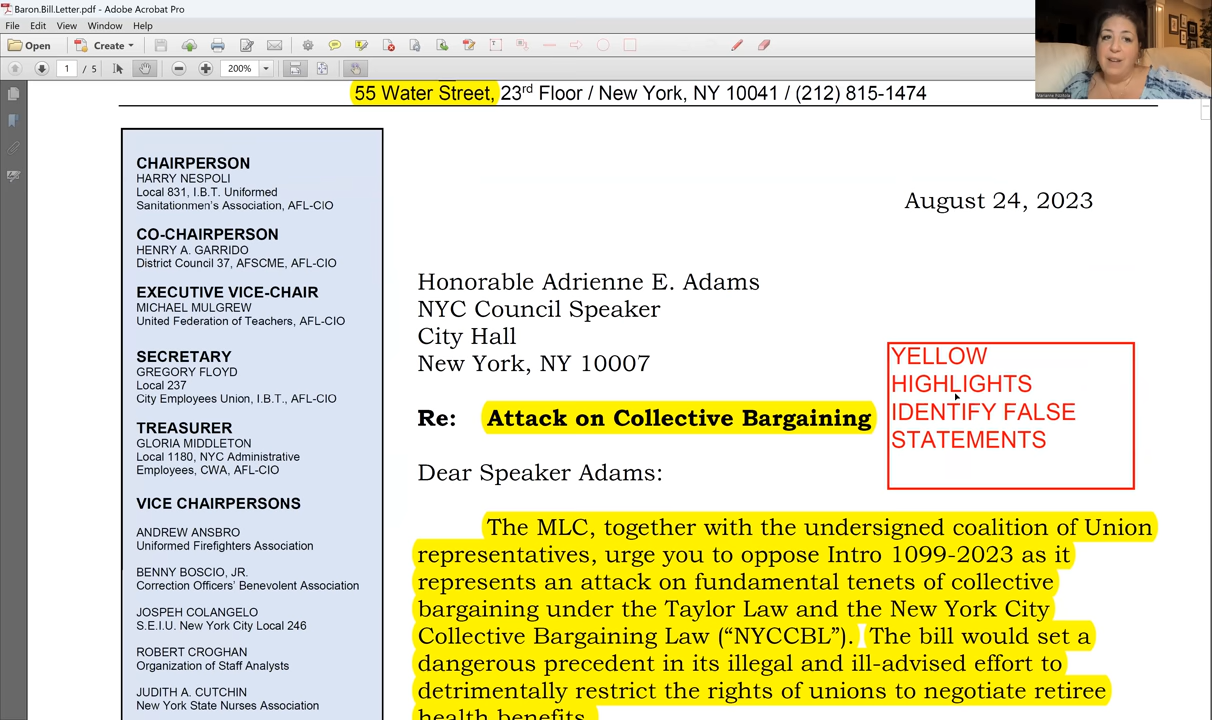 Baron.Bill.Letter.pdf - Adobe Acrobat Pro
File Edit View Window Help
Open Create
1 / 5 200%
55 Water Street, 23rd Floor / New York, NY 10041 / (212) 815-1474
CHAIRPERSON
HARRY NESPOLI
Local 831, I.B.T. Uniformed
Sanitationmen's Association, AFL-CIO
CO-CHAIRPERSON
HENRY A. GARRIDO
District Council 37, AFSCME, AFL-CIO
EXECUTIVE VICE-CHAIR
MICHAEL MULGREW
United Federation of Teachers, AFL-CIO
SECRETARY
GREGORY FLOYD
Local 237
City Employees Union, I.B.T., AFL-CIO
TREASURER
GLORIA MIDDLETON
Local 1180, NYC Administrative
Employees, CWA, AFL-CIO
VICE CHAIRPERSONS
ANDREW ANSBRO
Uniformed Firefighters Association
BENNY BOSCIO, JR.
Correction Officers' Benevolent Association
JOSPEH COLANGELO
S.E.I.U. New York City Local 246
ROBERT CROGHAN
Organization of Staff Analysts
JUDITH A. CUTCHIN
New York State Nurses Association
August 24, 2023
Honorable Adrienne E. Adams
NYC Council Speaker
City Hall
New York, NY 10007
YELLOW
HIGHLIGHTS
IDENTIFY FALSE
STATEMENTS
Re: Attack on Collective Bargaining
Dear Speaker Adams:
The MLC, together with the undersigned coalition of Union
representatives, urge you to oppose Intro 1099-2023 as it
represents an attack on fundamental tenets of collective
bargaining under the Taylor Law and the New York City
Collective Bargaining Law ("NYCCBL"). The bill would set a
dangerous precedent in its illegal and ill-advised effort to
detrimentally restrict the rights of unions to negotiate retiree
health benefits.